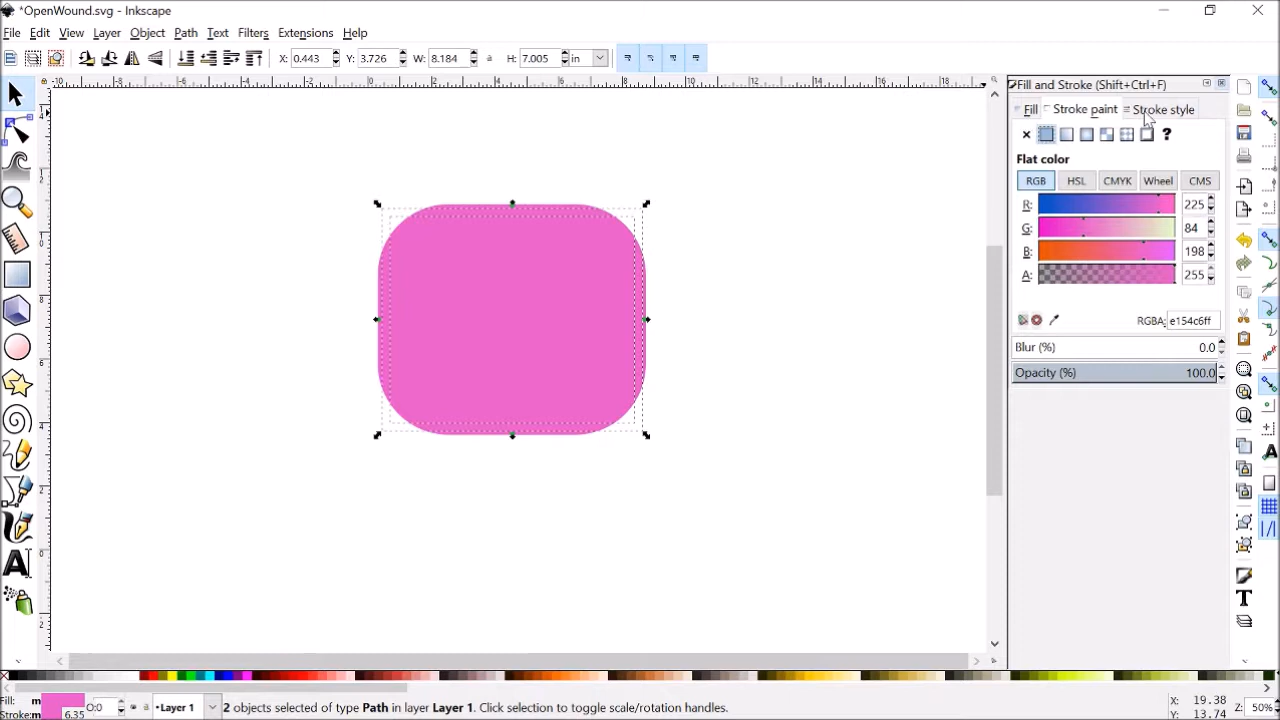 *OpenWound.svg - Inkscape
File Edit View Layer Object Path Text Filters Extensions Help
X: 0.443 Y: 3.726 W: 8.184 H: 7.005 in
Fill and Stroke (Shift+Ctrl+F)
Fill Stroke paint Stroke style
Flat color
RGB HSL CMYK Wheel CMS
R: 225
G: 84
B: 198
A: 255
RGBA: e154c6ff
Blur (%) 0.0
Opacity (%) 100.0
Fill: m O:0 Layer 1 2 objects selected of type Path in layer Layer 1. Click selection to toggle scale/rotation handles. X: 19.38 Z: 50%
Stroke: m 6.35 Y: 13.74